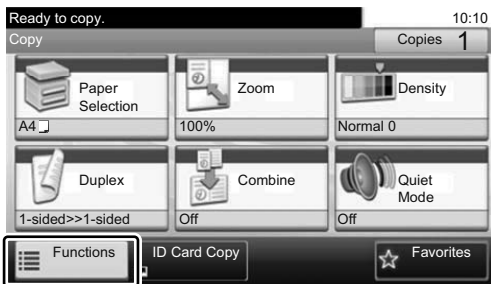 Ready to copy. 10:10
Copy Copies 1
Paper Selection Zoom Density
A4 100% Normal 0
Duplex Combine Quiet Mode
1-sided>>1-sided Off Off
Functions ID Card Copy Favorites